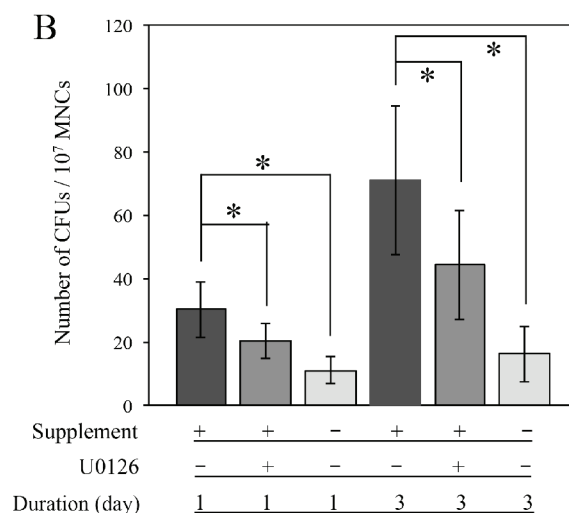 B
Number of CFUs / 10⁷ MNCs
120
100
80
60
40
20
0
* * * *
Supplement + + − + + −
U0126 − + − − + −
Duration (day) 1 1 1 3 3 3